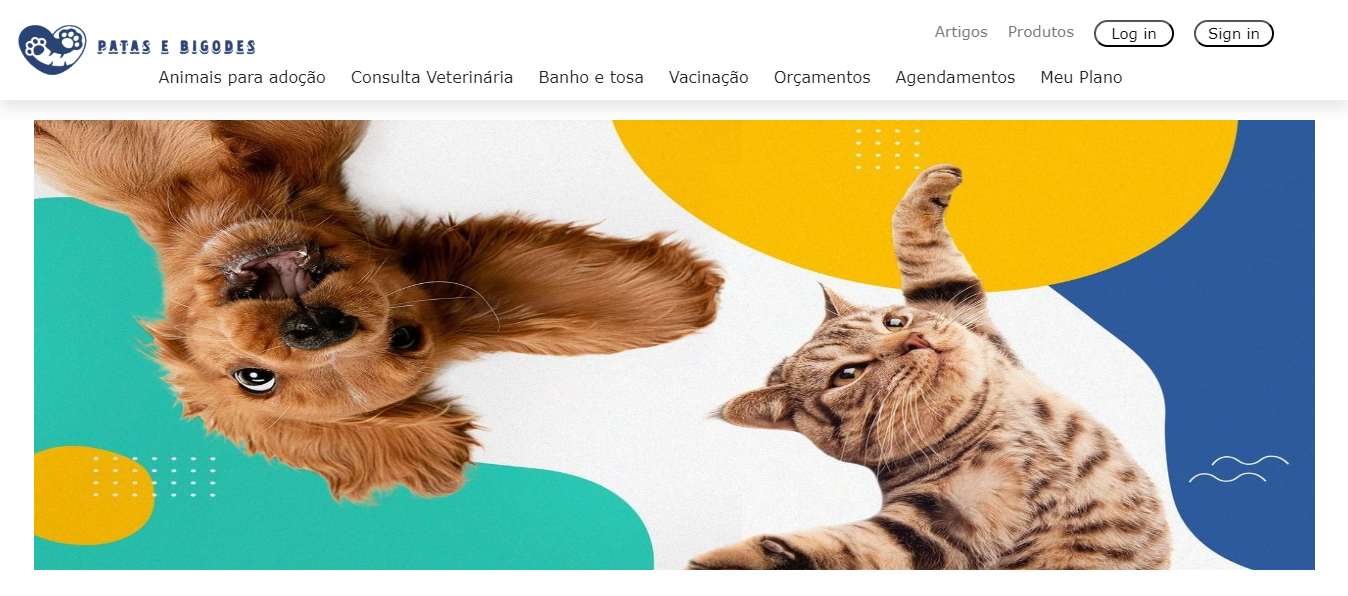 PATAS E BIGODES
Artigos Produtos Log in Sign in
Animais para adoção Consulta Veterinária Banho e tosa Vacinação Orçamentos Agendamentos Meu Plano